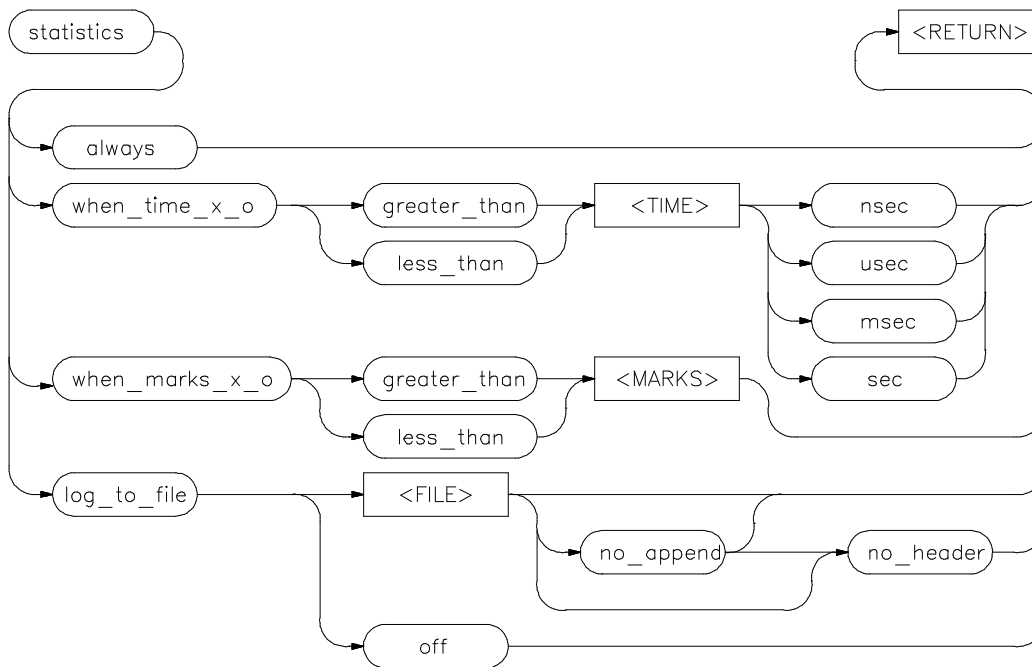 statistics <RETURN>
always
when_time_x_o greater_than <TIME> nsec
less_than usec
msec
when_marks_x_o greater_than <MARKS> sec
less_than
log_to_file <FILE>
no_append no_header
off